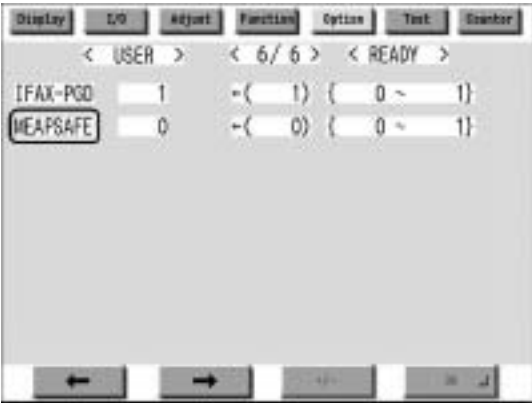 Display I/O Adjust Function Option Test Counter
< USER > < 6/ 6 > < READY >
IFAX-PGD 1 ←( 1) { 0 ~ 1}
MEAPSAFE 0 ←( 0) { 0 ~ 1}
← →
+/-